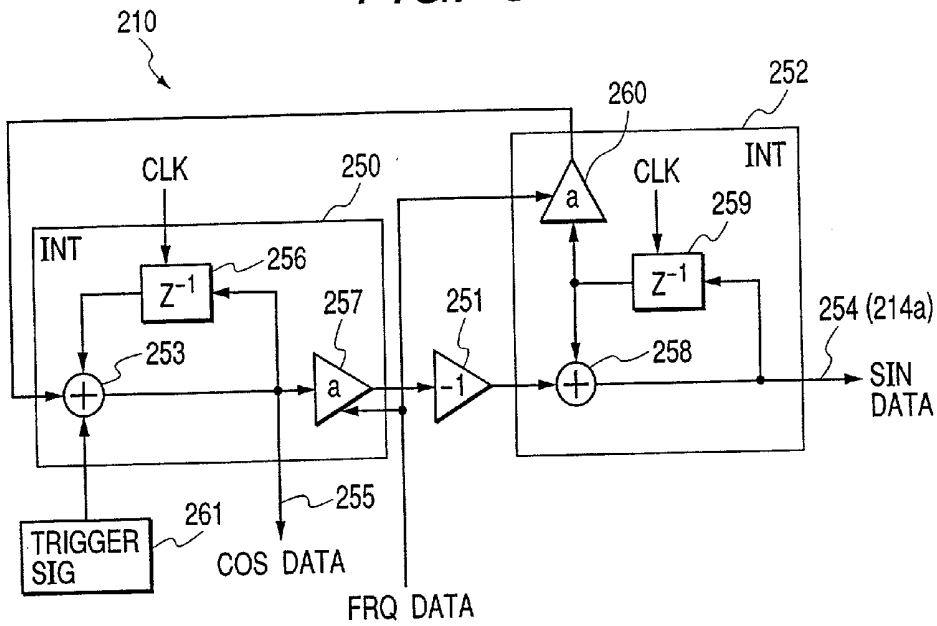 210
252
260
CLK
250
INT
CLK
259
INT
256
Z⁻¹
257
251
Z⁻¹
254 (214a)
a
253
258
+
a
-1
+
SIN
DATA
255
261
TRIGGER
SIG
COS DATA
FRQ DATA